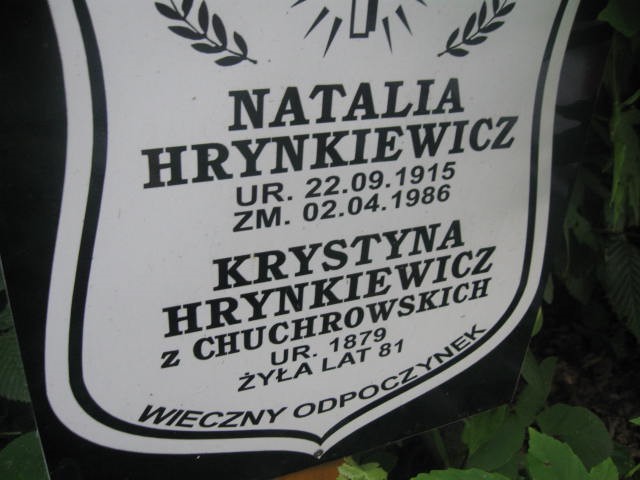 NATALIA
HRYNKIEWICZ
UR. 22.09.1915
ZM. 02.04.1986
KRYSTYNA
HRYNKIEWICZ
z CHUCHROWSKICH
UR. 1879
ŻYŁA LAT 81
WIECZNY ODPOCZYNEK